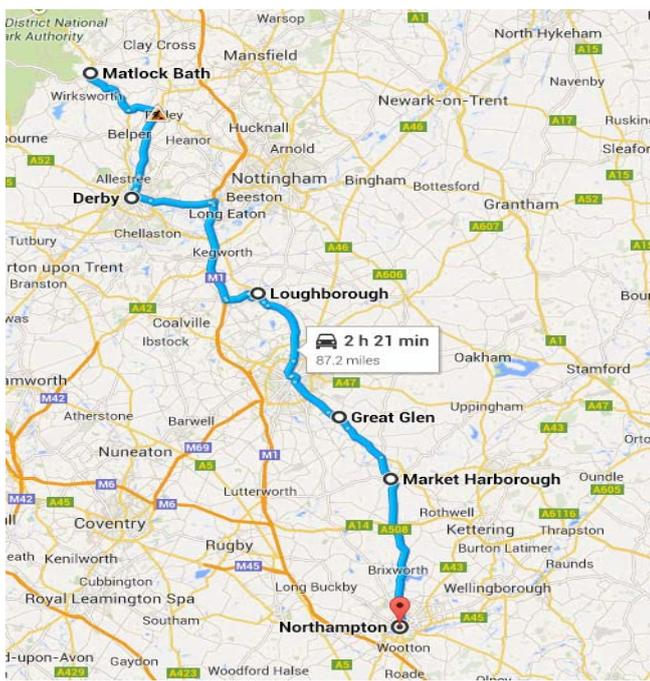 District National
ark Authority
Warsop
A1
North Hykeham
Clay Cross
A15
Mansfield
Matlock Bath
Navenby
Wirksworth
Newark-on-Trent
A17
Ruskin
Belper
Heanor
Hucknall
A46
ourne
Arnold
Sleafor
A52
A15
Allestree
Nottingham
Bingham
Bottesford
Derby
Beeston
Grantham
A52
Long Eaton
A607
Chellaston
Tutbury
Kegworth
A46
A15
rton upon Trent
M1
A606
Branston
Loughborough
Bou
was
A42
Coalville
2 h 21 min
87.2 miles
A1
Ibstock
Oakham
Stamford
amworth
A47
M42
Uppingham
A47
Atherstone
Barwell
Great Glen
A43
Orto
Nuneaton
M69
A5
M1
Market Harborough
Oundle
M6
A605
M42
A45
M6
Lutterworth
Rothwell
A6116
Coventry
A14
A508
Kettering
Thrapston
Rugby
Burton Latimer
eath
Kenilworth
M45
Brixworth
A43
Raunds
Cubbington
Long Buckby
Wellingborough
Royal Leamington Spa
A45
Southam
Northampton
Wootton
d-upon-Avon
Gaydon
A5
A429
A423
Woodford Halse
Roade